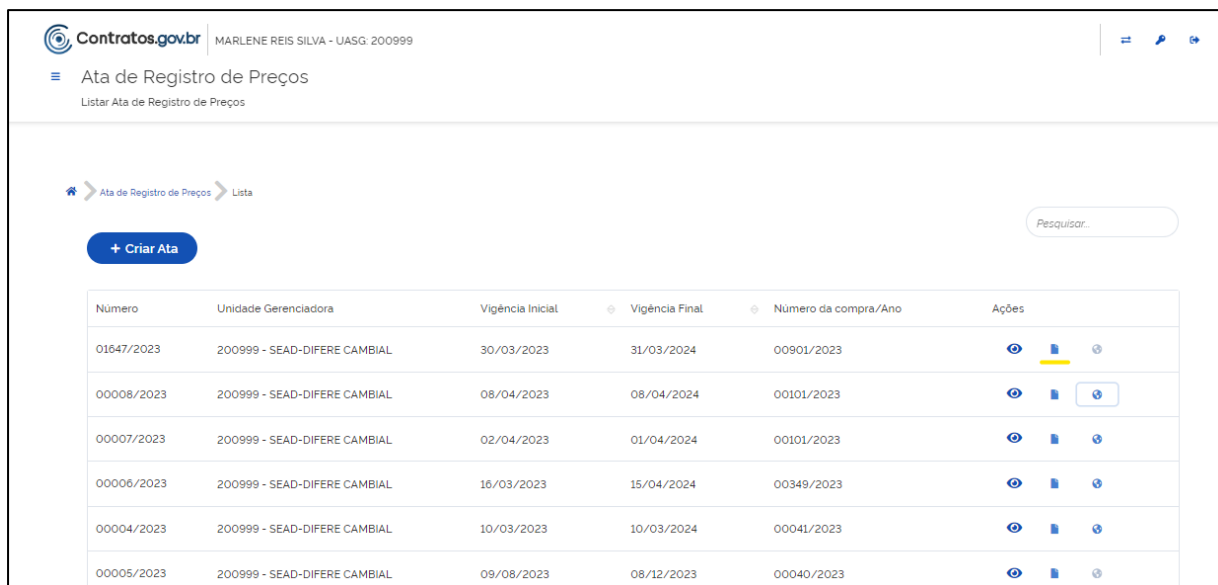 Contratos.gov.br MARLENE REIS SILVA - UASG: 200999
Ata de Registro de Preços
Listar Ata de Registro de Preços
Ata de Registro de Preços Lista
Pesquisar...
+ Criar Ata
Número Unidade Gerenciadora Vigência Inicial Vigência Final Número da compra/Ano Ações
01647/2023 200999 - SEAD-DIFERE CAMBIAL 30/03/2023 31/03/2024 00901/2023
00008/2023 200999 - SEAD-DIFERE CAMBIAL 08/04/2023 08/04/2024 00101/2023
00007/2023 200999 - SEAD-DIFERE CAMBIAL 02/04/2023 01/04/2024 00101/2023
00006/2023 200999 - SEAD-DIFERE CAMBIAL 16/03/2023 15/04/2024 00349/2023
00004/2023 200999 - SEAD-DIFERE CAMBIAL 10/03/2023 10/03/2024 00041/2023
00005/2023 200999 - SEAD-DIFERE CAMBIAL 09/08/2023 08/12/2023 00040/2023